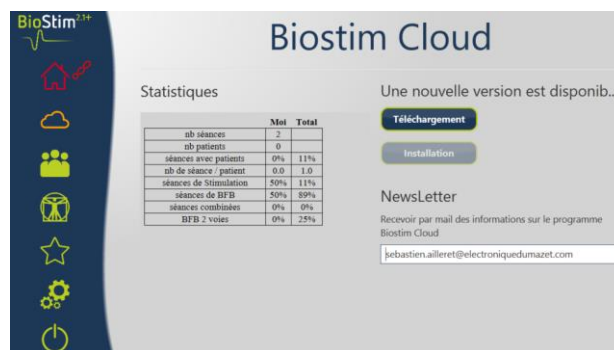 BioStim 2.1+
Biostim Cloud
Statistiques
Moi Total
nb séances 2
nb patients 0
séances avec patients 0% 11%
nb de séance / patient 0.0 1.0
séances de Stimulation 50% 11%
séances de BFB 50% 89%
séances combinées 0% 0%
BFB 2 voies 0% 25%
Une nouvelle version est disponib...
Téléchargement
Installation
NewsLetter
Recevoir par mail des informations sur le programme
Biostim Cloud
sebastien.ailleret@electroniquedumazet.com